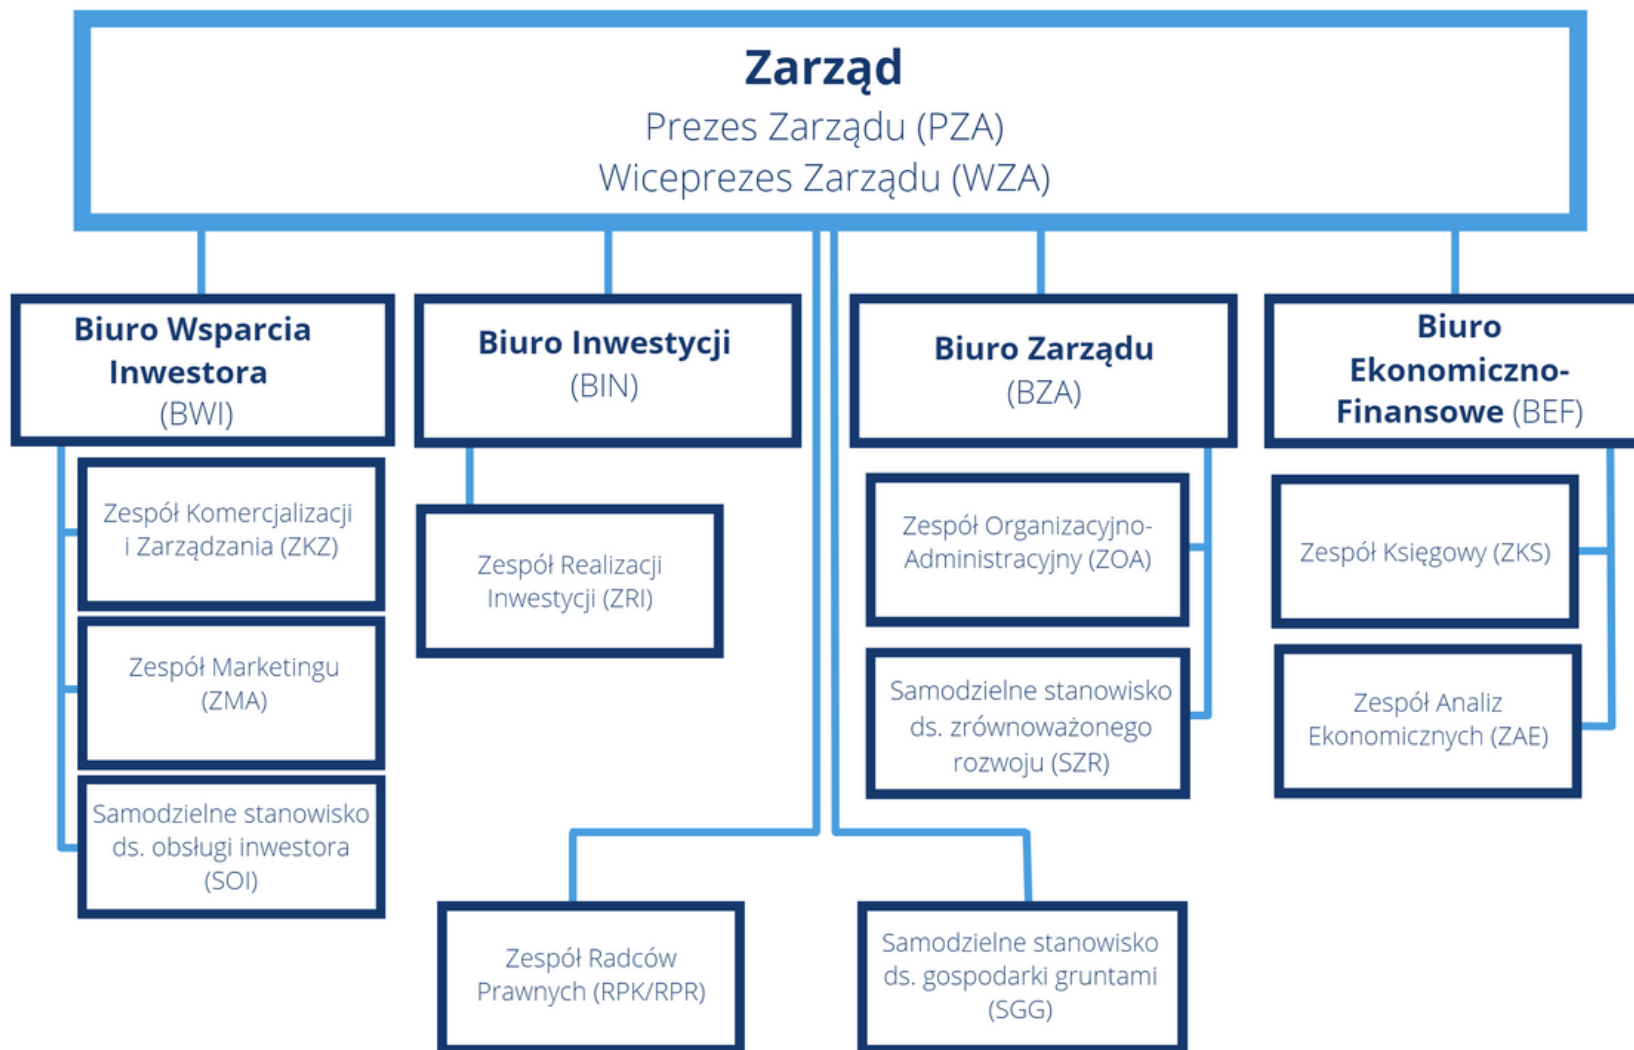 Zarząd
Prezes Zarządu (PZA)
Wiceprezes Zarządu (WZA)
Biuro Wsparcia
Inwestora
(BWI)
Zespół Komercjalizacji
i Zarządzania (ZKZ)
Zespół Marketingu
(ZMA)
Samodzielne stanowisko
ds. obsługi inwestora
(SOI)
Biuro Inwestycji
(BIN)
Zespół Realizacji
Inwestycji (ZRI)
Biuro Zarządu
(BZA)
Zespół Organizacyjno-
Administracyjny (ZOA)
Samodzielne stanowisko
ds. zrównoważonego
rozwoju (SZR)
Biuro
Ekonomiczno-
Finansowe (BEF)
Zespół Księgowy (ZKS)
Zespół Analiz
Ekonomicznych (ZAE)
Zespół Radców
Prawnych (RPK/RPR)
Samodzielne stanowisko
ds. gospodarki gruntami
(SGG)